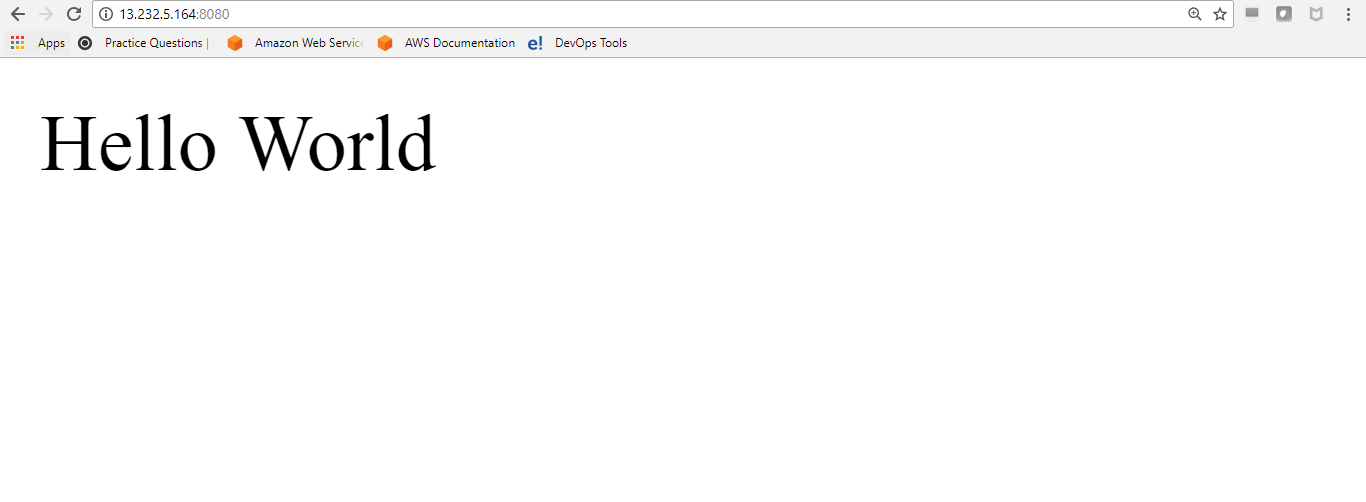 13.232.5.164:8080
Apps Practice Questions | Amazon Web Service AWS Documentation e! DevOps Tools
Hello World